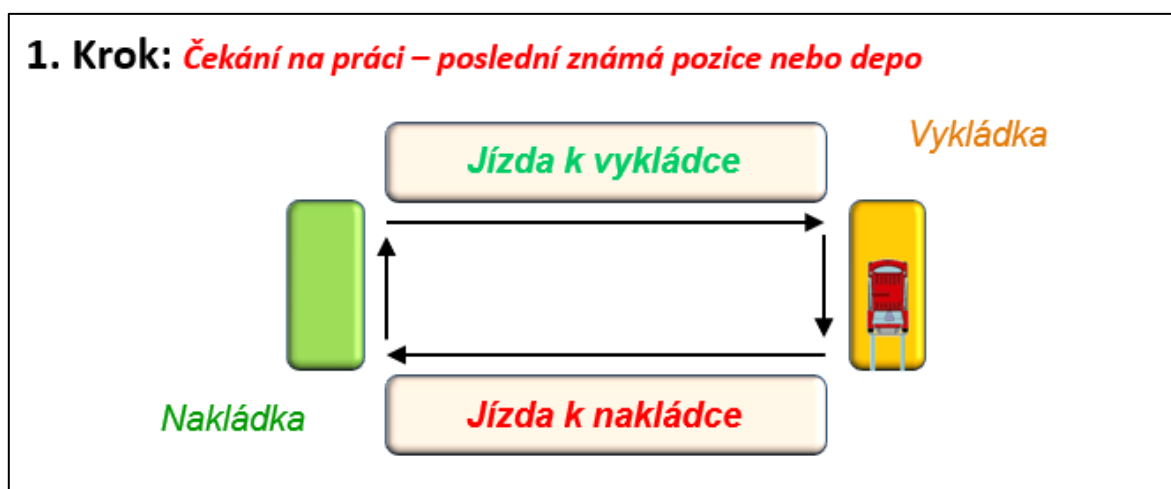 1. Krok: Čekání na práci – poslední známá pozice nebo depo
Vykládka
Jízda k vykládce
Nakládka
Jízda k nakládce